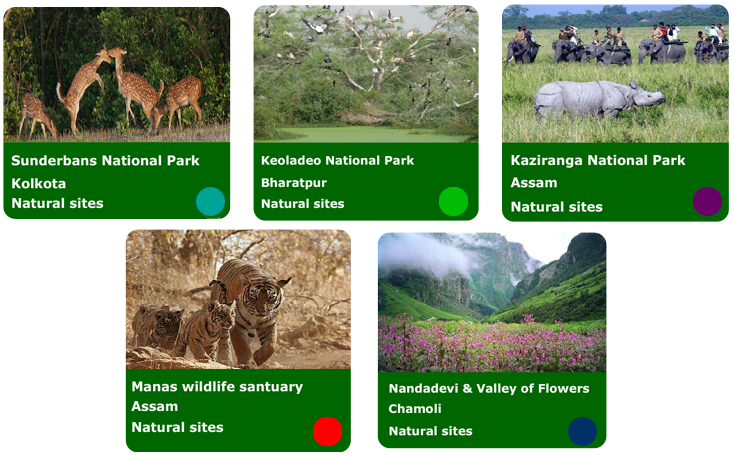 Sunderbans National Park
Kolkota
Natural sites
Keoladeo National Park
Bharatpur
Natural sites
Kaziranga National Park
Assam
Natural sites
Manas wildlife santuary
Assam
Natural sites
Nandadevi & Valley of Flowers
Chamoli
Natural sites